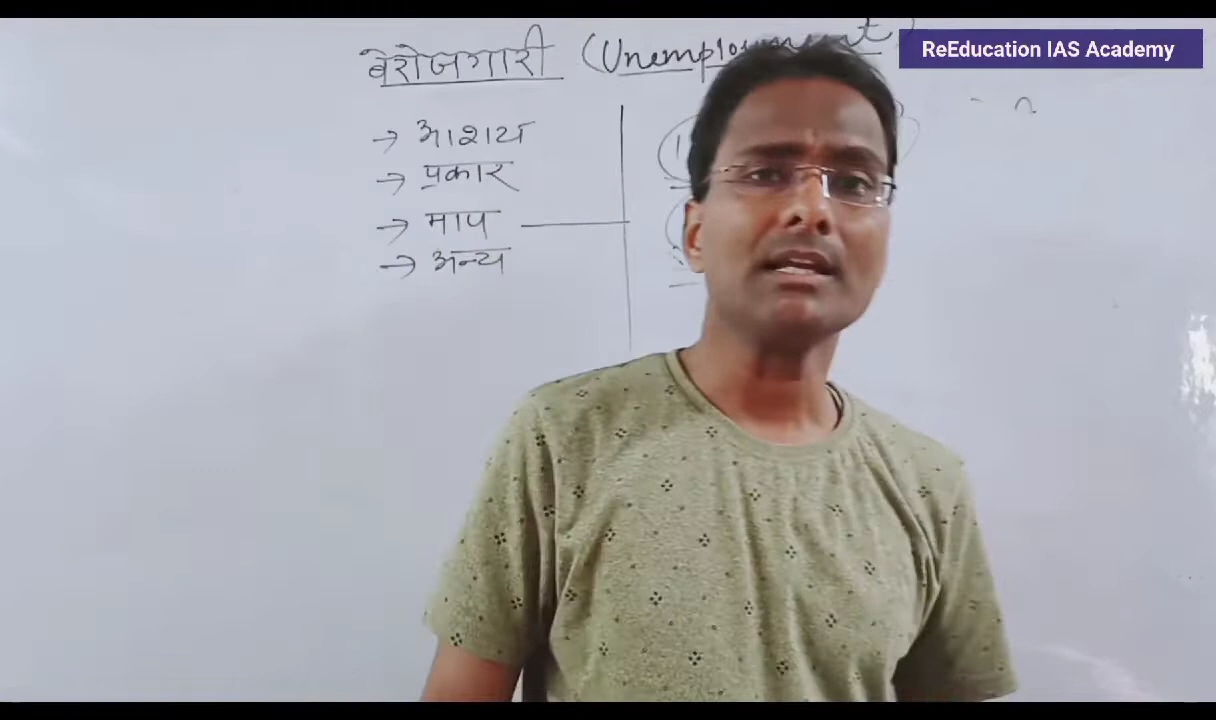 ReEducation IAS Academy
बेरोजगारी (Unemployment)
→ आशय
→ प्रकार
→ माप
→ अन्य